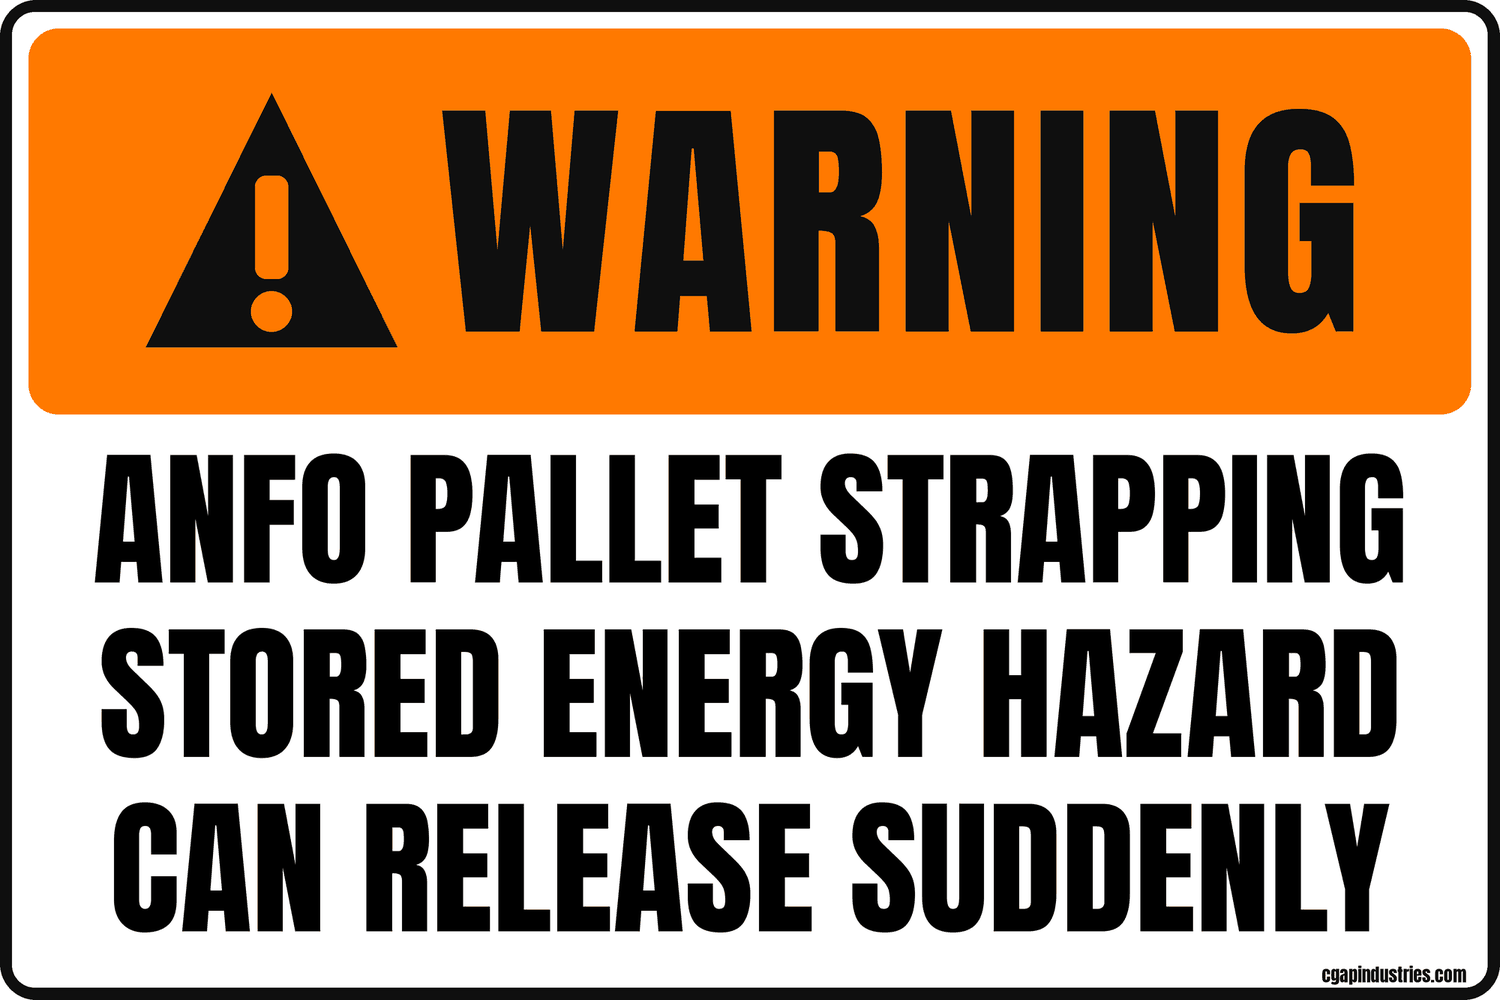 WARNING
ANFO PALLET STRAPPING
STORED ENERGY HAZARD
CAN RELEASE SUDDENLY
cgapindustries.com